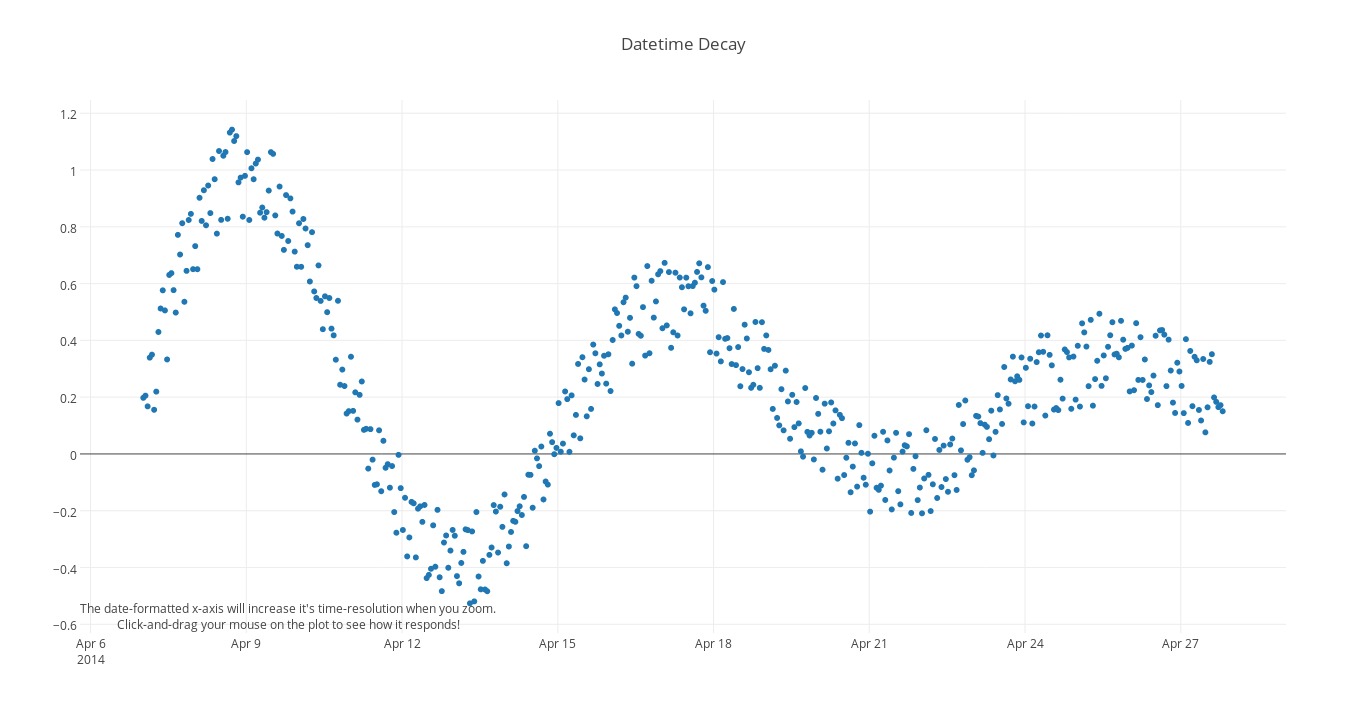 Datetime Decay
1.2
1
0.8
0.6
0.4
0.2
0
−0.2
−0.4
−0.6
The date-formatted x-axis will increase it's time-resolution when you zoom.
Click-and-drag your mouse on the plot to see how it responds!
Apr 6 Apr 9 Apr 12 Apr 15 Apr 18 Apr 21 Apr 24 Apr 27
2014